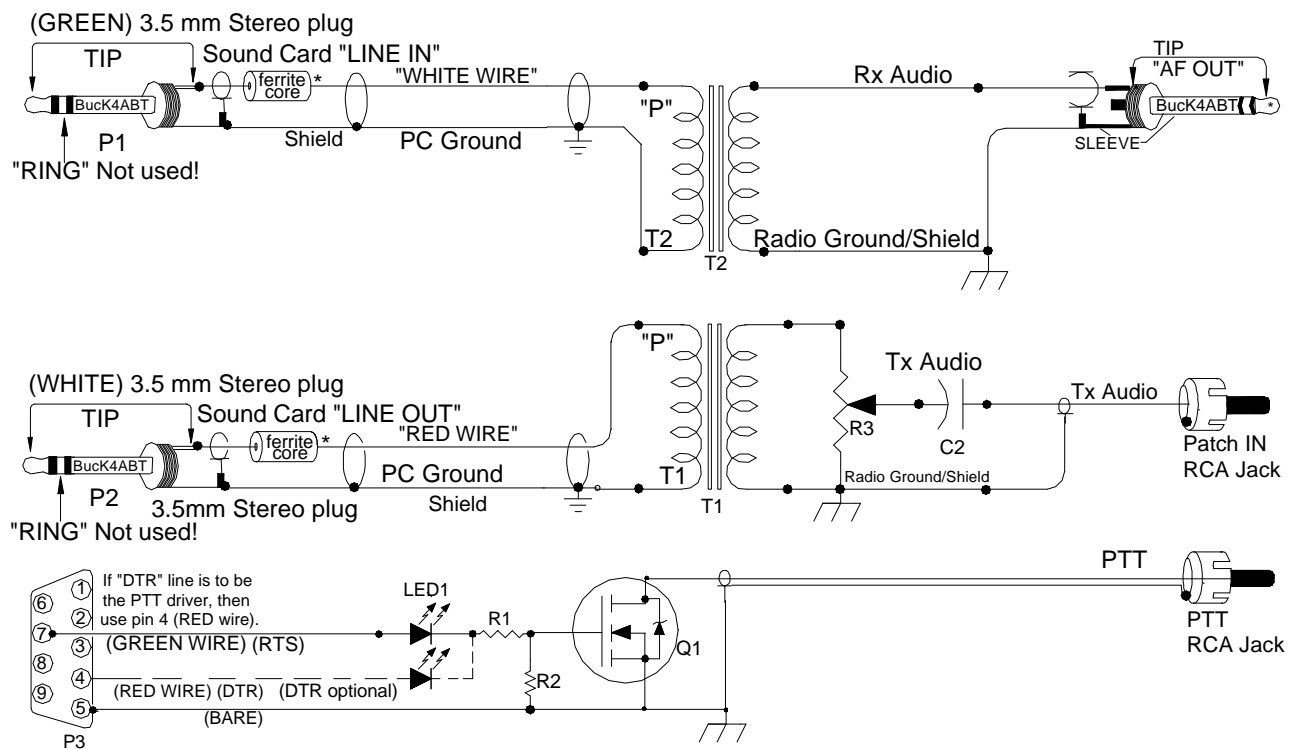 (GREEN) 3.5 mm Stereo plug
TIP
Sound Card "LINE IN"
ferrite
core
*
"WHITE WIRE"
BucK4ABT
P1
Shield
PC Ground
"RING" Not used!
"P"
T2
T2
Rx Audio
Radio Ground/Shield
TIP
"AF OUT"
BucK4ABT
*
SLEEVE
(WHITE) 3.5 mm Stereo plug
TIP
Sound Card "LINE OUT"
ferrite
core
*
"RED WIRE"
BucK4ABT
P2
PC Ground
Shield
3.5mm Stereo plug
"RING" Not used!
"P"
T1
T1
R3
Tx Audio
C2
Radio Ground/Shield
Tx Audio
Patch IN
RCA Jack
1
2
3
4
5
6
7
8
9
P3
If "DTR" line is to be
the PTT driver, then
use pin 4 (RED wire).
(GREEN WIRE) (RTS)
(RED WIRE) (DTR) (DTR optional)
(BARE)
LED1
R1
R2
Q1
PTT
PTT
RCA Jack